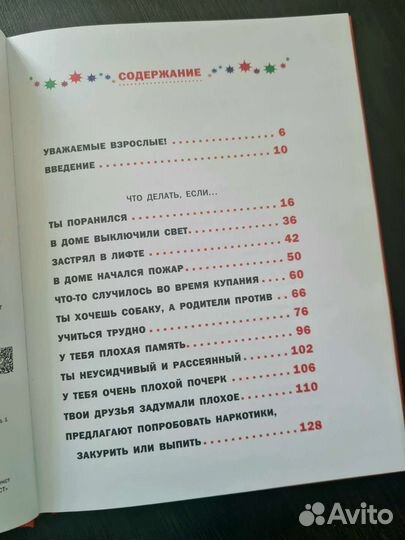 СОДЕРЖАНИЕ
УВАЖАЕМЫЕ ВЗРОСЛЫЕ! 6
ВВЕДЕНИЕ 10
ЧТО ДЕЛАТЬ, ЕСЛИ...
ТЫ ПОРАНИЛСЯ 16
В ДОМЕ ВЫКЛЮЧИЛИ СВЕТ 36
ЗАСТРЯЛ В ЛИФТЕ 42
В ДОМЕ НАЧАЛСЯ ПОЖАР 50
ЧТО-ТО СЛУЧИЛОСЬ ВО ВРЕМЯ КУПАНИЯ 60
ТЫ ХОЧЕШЬ СОБАКУ, А РОДИТЕЛИ ПРОТИВ 66
УЧИТЬСЯ ТРУДНО 76
У ТЕБЯ ПЛОХАЯ ПАМЯТЬ 96
ТЫ НЕУСИДЧИВЫЙ И РАССЕЯННЫЙ 102
У ТЕБЯ ОЧЕНЬ ПЛОХОЙ ПОЧЕРК 106
ТВОИ ДРУЗЬЯ ЗАДУМАЛИ ПЛОХОЕ 110
ПРЕДЛАГАЮТ ПОПРОБОВАТЬ НАРКОТИКИ,
ЗАКУРИТЬ ИЛИ ВЫПИТЬ 128
Avito